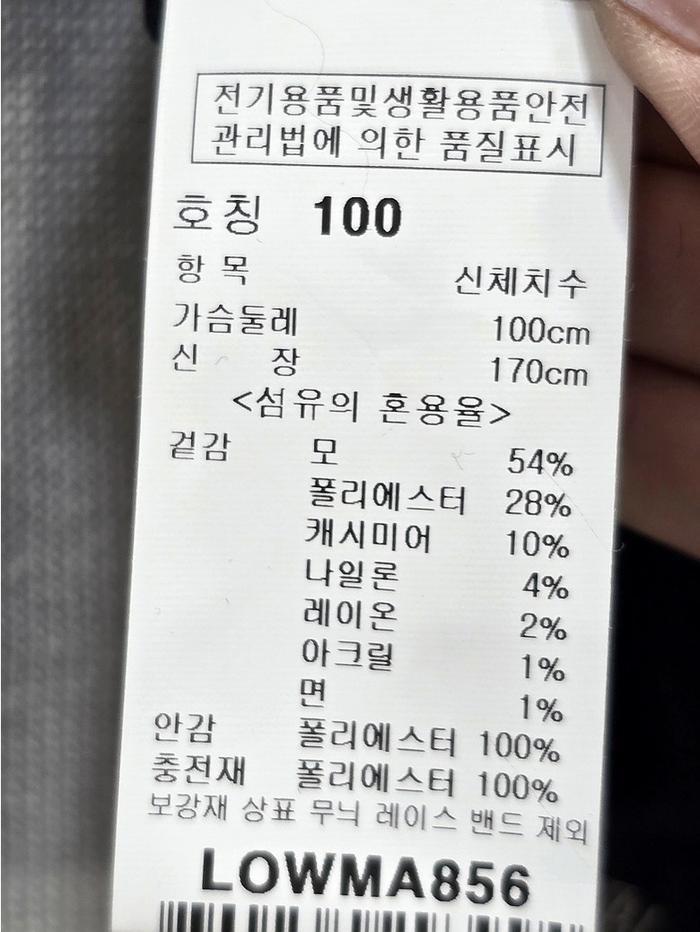 전기용품및생활용품안전
관리법에 의한 품질표시
호칭 100
항 목 신체치수
가슴둘레 100cm
신 장 170cm
<섬유의 혼용율>
겉감 모 54%
폴리에스터 28%
캐시미어 10%
나일론 4%
레이온 2%
아크릴 1%
면 1%
안감 폴리에스터 100%
충전재 폴리에스터 100%
보강재 상표 무늬 레이스 밴드 제외
LOWMA856